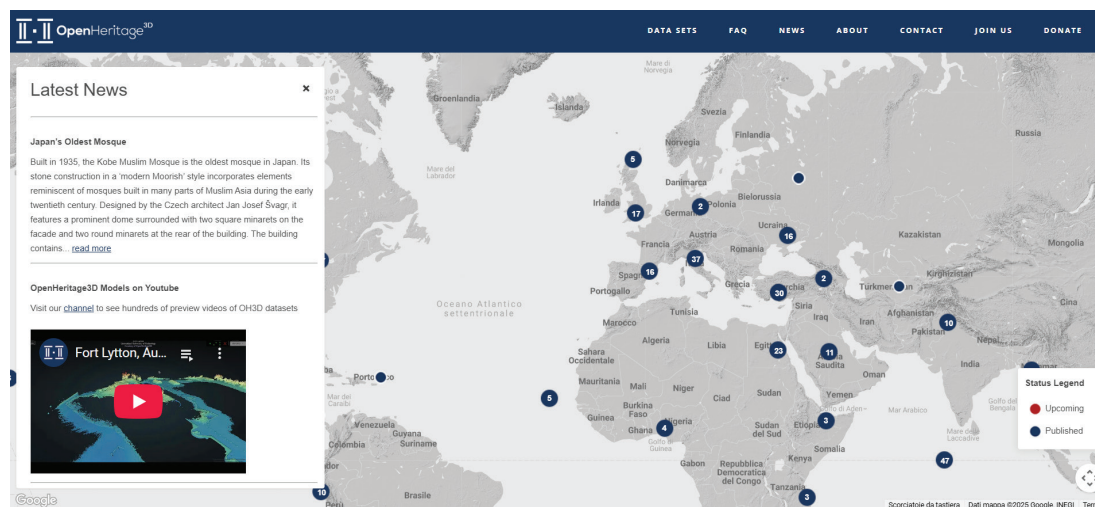 OpenHeritage3D
DATA SETS
FAQ
NEWS
ABOUT
CONTACT
JOIN US
DONATE
Latest News
×
Japan's Oldest Mosque
Built in 1935, the Kobe Muslim Mosque is the oldest mosque in Japan. Its
stone construction in a 'modern Moorish' style incorporates elements
reminiscent of mosques built in many parts of Muslim Asia during the early
twentieth century. Designed by the Czech architect Jan Josef Švagr, it
features a prominent dome surrounded with two square minarets on the
facade and two round minarets at the rear of the building. The building
contains... read more
OpenHeritage3D Models on Youtube
Visit our channel to see hundreds of preview videos of OH3D datasets
Fort Lytton, Au...
Google
Mare di
Norvegia
Groenlandia
Islanda
Svezia
Finlandia
Norvegia
Russia
Mare del
Labrador
5
Danimarca
Bielorussia
Irlanda
17
2
Polonia
Austria
Ucraina
16
Kazakistan
Mongolia
Francia
Romania
37
16
Portogallo
Grecia
30
2
Kirghizistan
Cina
Oceano Atlantico
settentrionale
Tunisia
Siria
Iraq
Iran
Afghanistan
10
Pakistan
Nepal
Marocco
Algeria
Libia
23
11
Saudita
India
Oman
Sahara
Occidentale
Mauritania
Mali
Niger
Ciad
Sudan
Yemen
Mar del
Caraibi
5
Burkina
Faso
Guinea
Ghana
4
Golfo di
Guinea
Sudan
del Sud
3
Golfo di Aden
Mar Arabico
Mare delle
Laccadive
Golfo del
Bengala
Venezuela
Guyana
Suriname
Colombia
Somalia
Kenya
47
Gabon
Repubblica
Democratica
del Congo
Tanzania
3
10
Perù
Brasile
Status Legend
Upcoming
Published
Scorciatoie da tastiera
Dati mappa ©2025 Google, INEGI